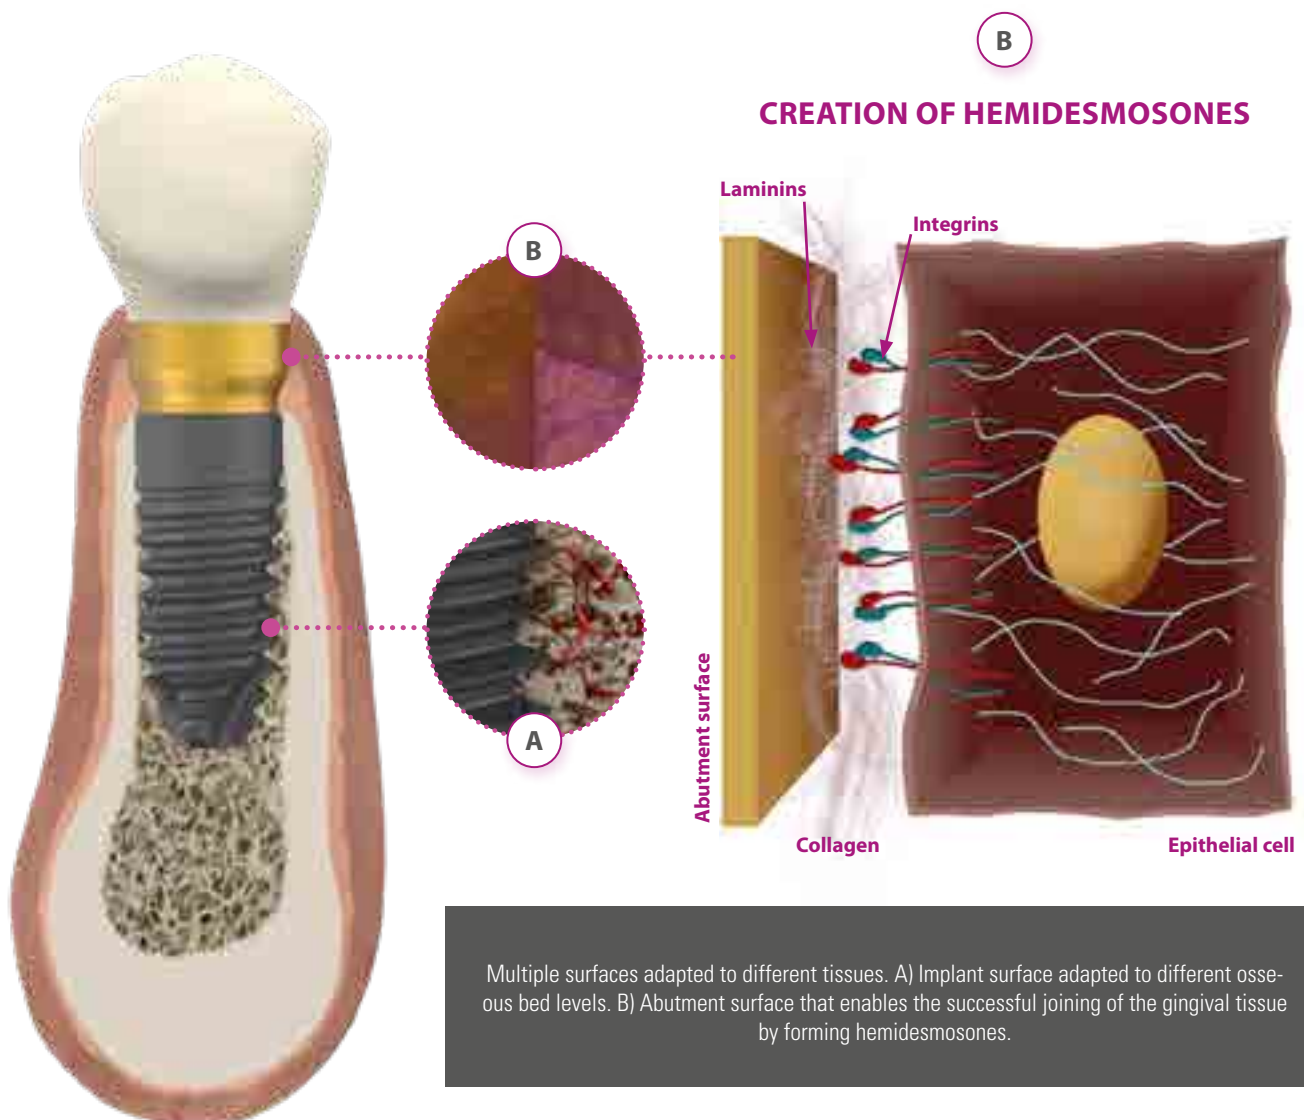 B
CREATION OF HEMIDESMOSONES
Laminins
Integrins
B
A
Abutment surface
Collagen
Epithelial cell
Multiple surfaces adapted to different tissues. A) Implant surface adapted to different osse-
ous bed levels. B) Abutment surface that enables the successful joining of the gingival tissue
by forming hemidesmosones.